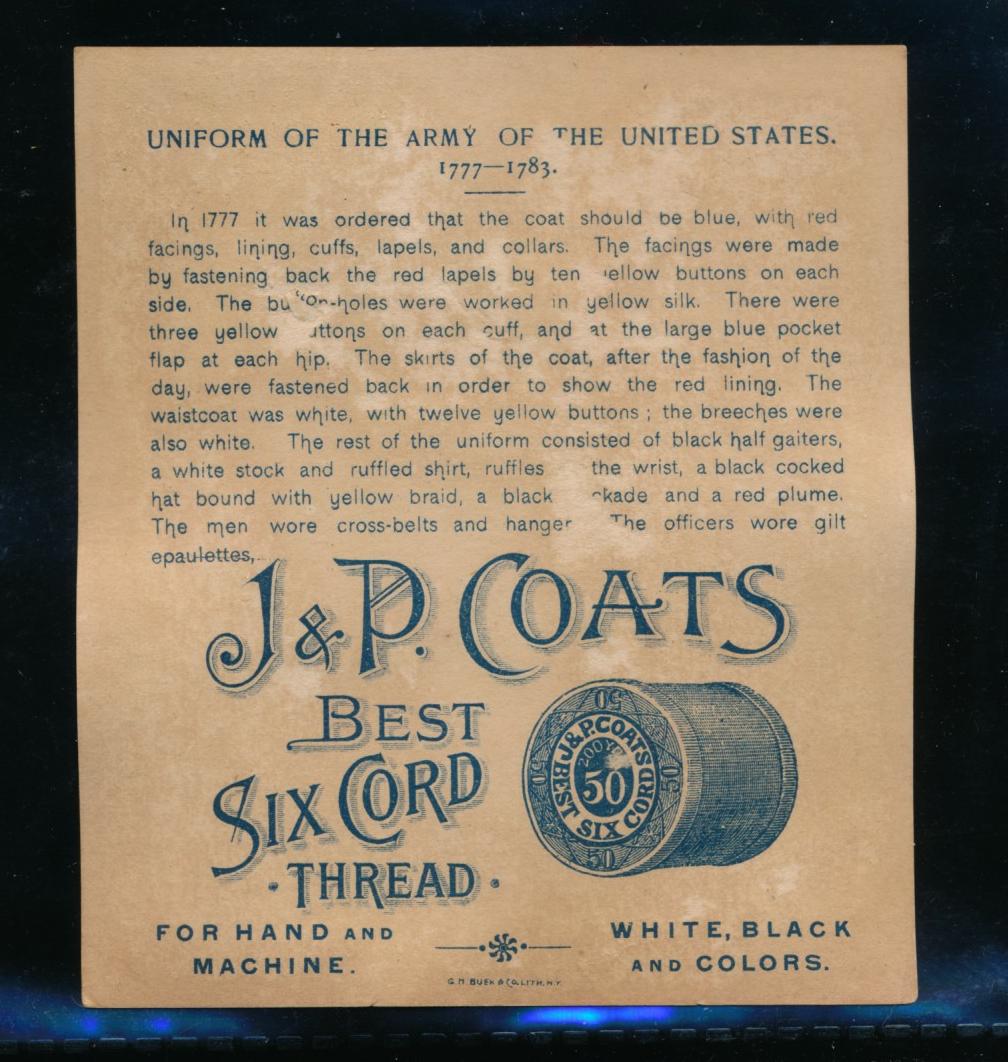 UNIFORM OF THE ARMY OF THE UNITED STATES.
1777—1783.
In 1777 it was ordered that the coat should be blue, with red
facings, lining, cuffs, lapels, and collars. The facings were made
by fastening back the red lapels by ten ellow buttons on each
side. The bu on-holes were worked in yellow silk. There were
three yellow uttons on each cuff, and at the large blue pocket
flap at each hip. The skirts of the coat, after the fashion of the
day, were fastened back in order to show the red lining. The
waistcoat was white, with twelve yellow buttons; the breeches were
also white. The rest of the uniform consisted of black half gaiters,
a white stock and ruffled shirt, ruffles the wrist, a black cocked
hat bound with yellow braid, a black ckade and a red plume.
The men wore cross-belts and hanger The officers wore gilt
epaulettes,
J. & P. COATS
BEST
SIX CORD
THREAD
50
J. & P. COATS
200 Y
50
BEST SIX CORD
50
50
50
FOR HAND AND
MACHINE.
WHITE, BLACK
AND COLORS.
G. H. BUEK & CO. LITH. N.Y.